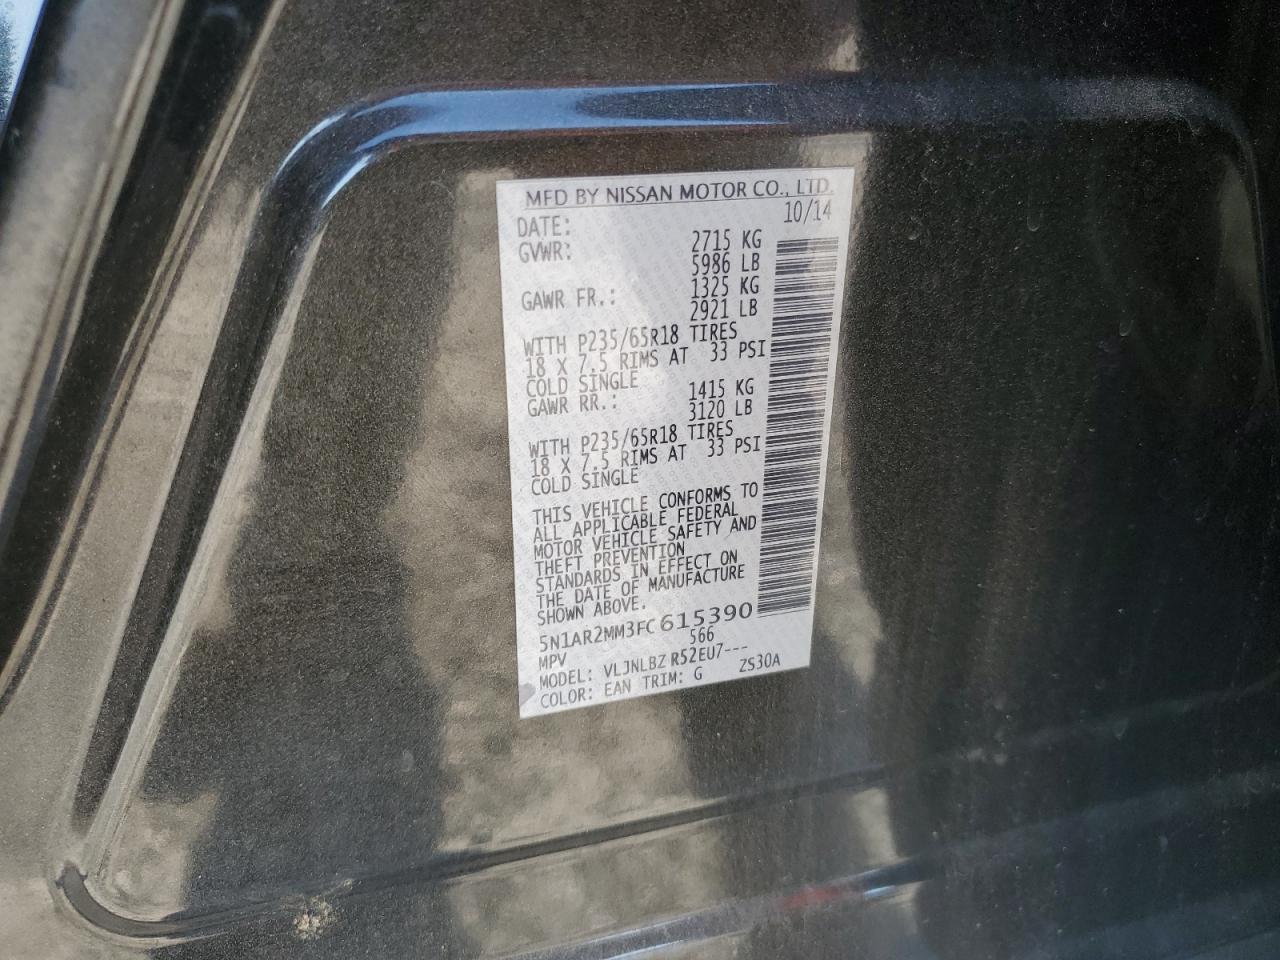 MFD BY NISSAN MOTOR CO., LTD.
DATE: 10/14
GVWR: 2715 KG
5986 LB
GAWR FR.: 1325 KG
2921 LB
WITH P235/65R18 TIRES
18 X 7.5 RIMS AT 33 PSI
COLD SINGLE
GAWR RR.: 1415 KG
3120 LB
WITH P235/65R18 TIRES
18 X 7.5 RIMS AT 33 PSI
COLD SINGLE
THIS VEHICLE CONFORMS TO
ALL APPLICABLE FEDERAL
MOTOR VEHICLE SAFETY AND
THEFT PREVENTION
STANDARDS IN EFFECT ON
THE DATE OF MANUFACTURE
SHOWN ABOVE.
5N1AR2MM3FC615390
MPV 566
MODEL: VLJNLBZ R52EU7---
COLOR: EAN TRIM: G ZS30A